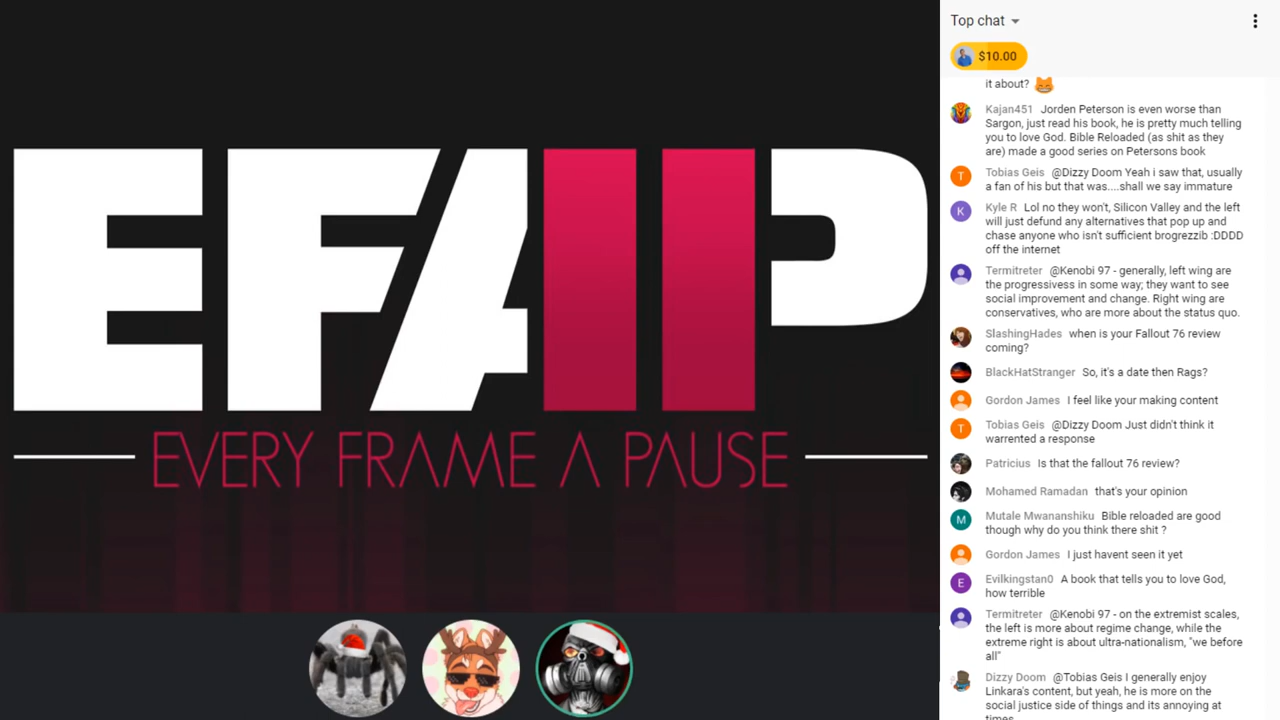 EFAP
EVERY FRAME A PAUSE
Top chat
$10.00
it about?
Kajan451 Jorden Peterson is even worse than
Sargon, just read his book, he is pretty much telling
you to love God. Bible Reloaded (as shit as they
are) made a good series on Petersons book
Tobias Geis @Dizzy Doom Yeah i saw that, usually
a fan of his but that was....shall we say immature
Kyle R Lol no they won't, Silicon Valley and the left
will just defund any alternatives that pop up and
chase anyone who isn't sufficient brogrezzib :DDDD
off the internet
Termitreter @Kenobi 97 - generally, left wing are
the progressivess in some way; they want to see
social improvement and change. Right wing are
conservatives, who are more about the status quo.
SlashingHades when is your Fallout 76 review
coming?
BlackHatStranger So, it's a date then Rags?
Gordon James I feel like your making content
Tobias Geis @Dizzy Doom Just didn't think it
warrented a response
Patricius Is that the fallout 76 review?
Mohamed Ramadan that's your opinion
Mutale Mwananshiku Bible reloaded are good
though why do you think there shit ?
Gordon James I just havent seen it yet
Evilkingstan0 A book that tells you to love God,
how terrible
Termitreter @Kenobi 97 - on the extremist scales,
the left is more about regime change, while the
extreme right is about ultra-nationalism, "we before
all"
Dizzy Doom @Tobias Geis I generally enjoy
Linkara's content, but yeah, he is more on the
social justice side of things and its annoying at
times